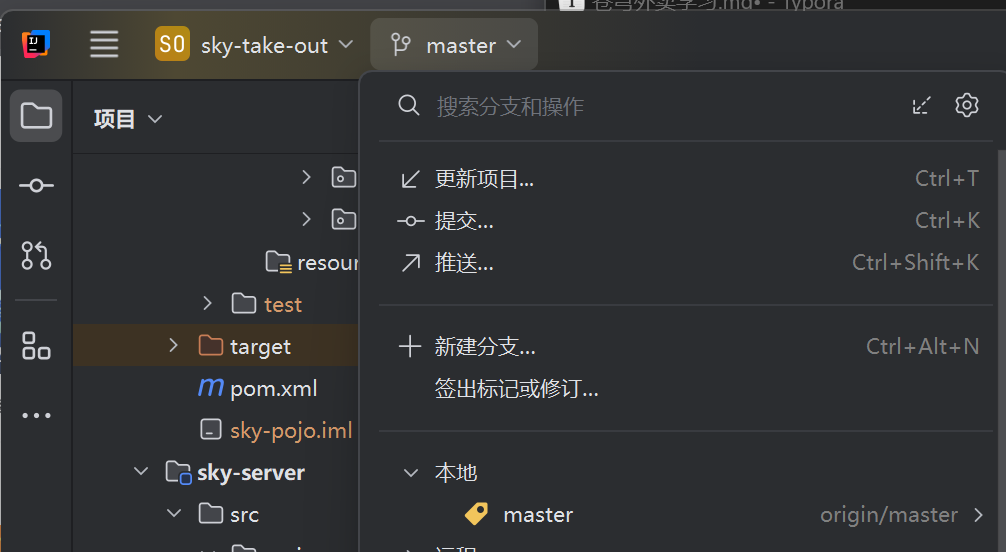 苍穹外卖学习.md• - Typora
SO sky-take-out master
项目
搜索分支和操作
更新项目... Ctrl+T
提交... Ctrl+K
推送... Ctrl+Shift+K
resour
test
新建分支... Ctrl+Alt+N
target
签出标记或修订...
pom.xml
sky-pojo.iml
本地
sky-server
master origin/master
src